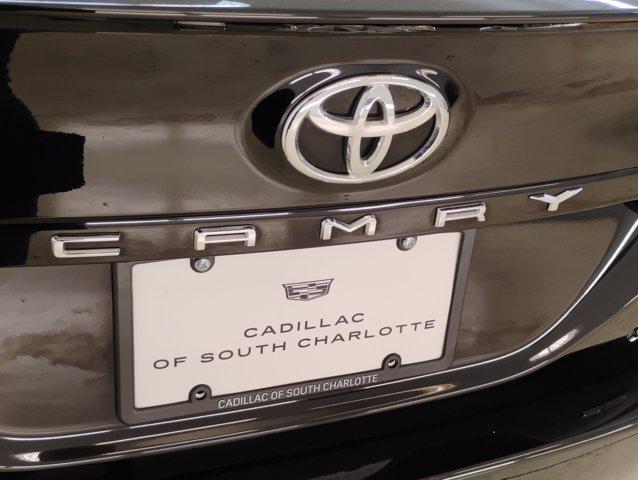 CAMRY
CADILLAC
OF SOUTH CHARLOTTE
CADILLAC OF SOUTH CHARLOTTE